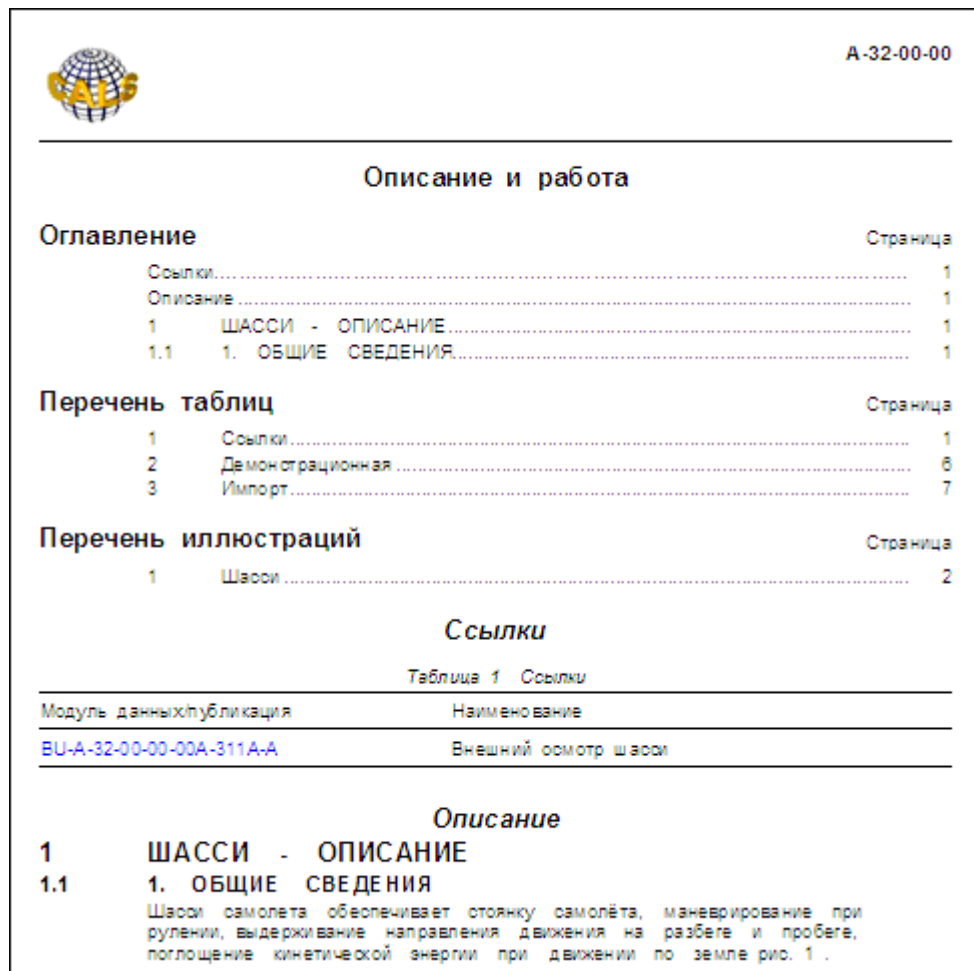 CALS
A-32-00-00
Описание и работа
Оглавление Страница
Ссылки 1
Описание 1
1 ШАССИ - ОПИСАНИЕ 1
1.1 1. ОБЩИЕ СВЕДЕНИЯ 1
Перечень таблиц Страница
1 Ссылки 1
2 Демонстрационная 6
3 Импорт 7
Перечень иллюстраций Страница
1 Шасси 2
Ссылки
Таблица 1 Ссылки
Модуль данных/публикация Наименование
BU-A-32-00-00-00A-311A-A Внешний осмотр шасси
Описание
1 ШАССИ - ОПИСАНИЕ
1.1 1. ОБЩИЕ СВЕДЕНИЯ
Шасси самолета обеспечивает стоянку самолёта, маневрирование при
рулении, выдерживание направления движения на разбеге и пробеге,
поглощение кинетической энергии при движении по земле рис. 1 .